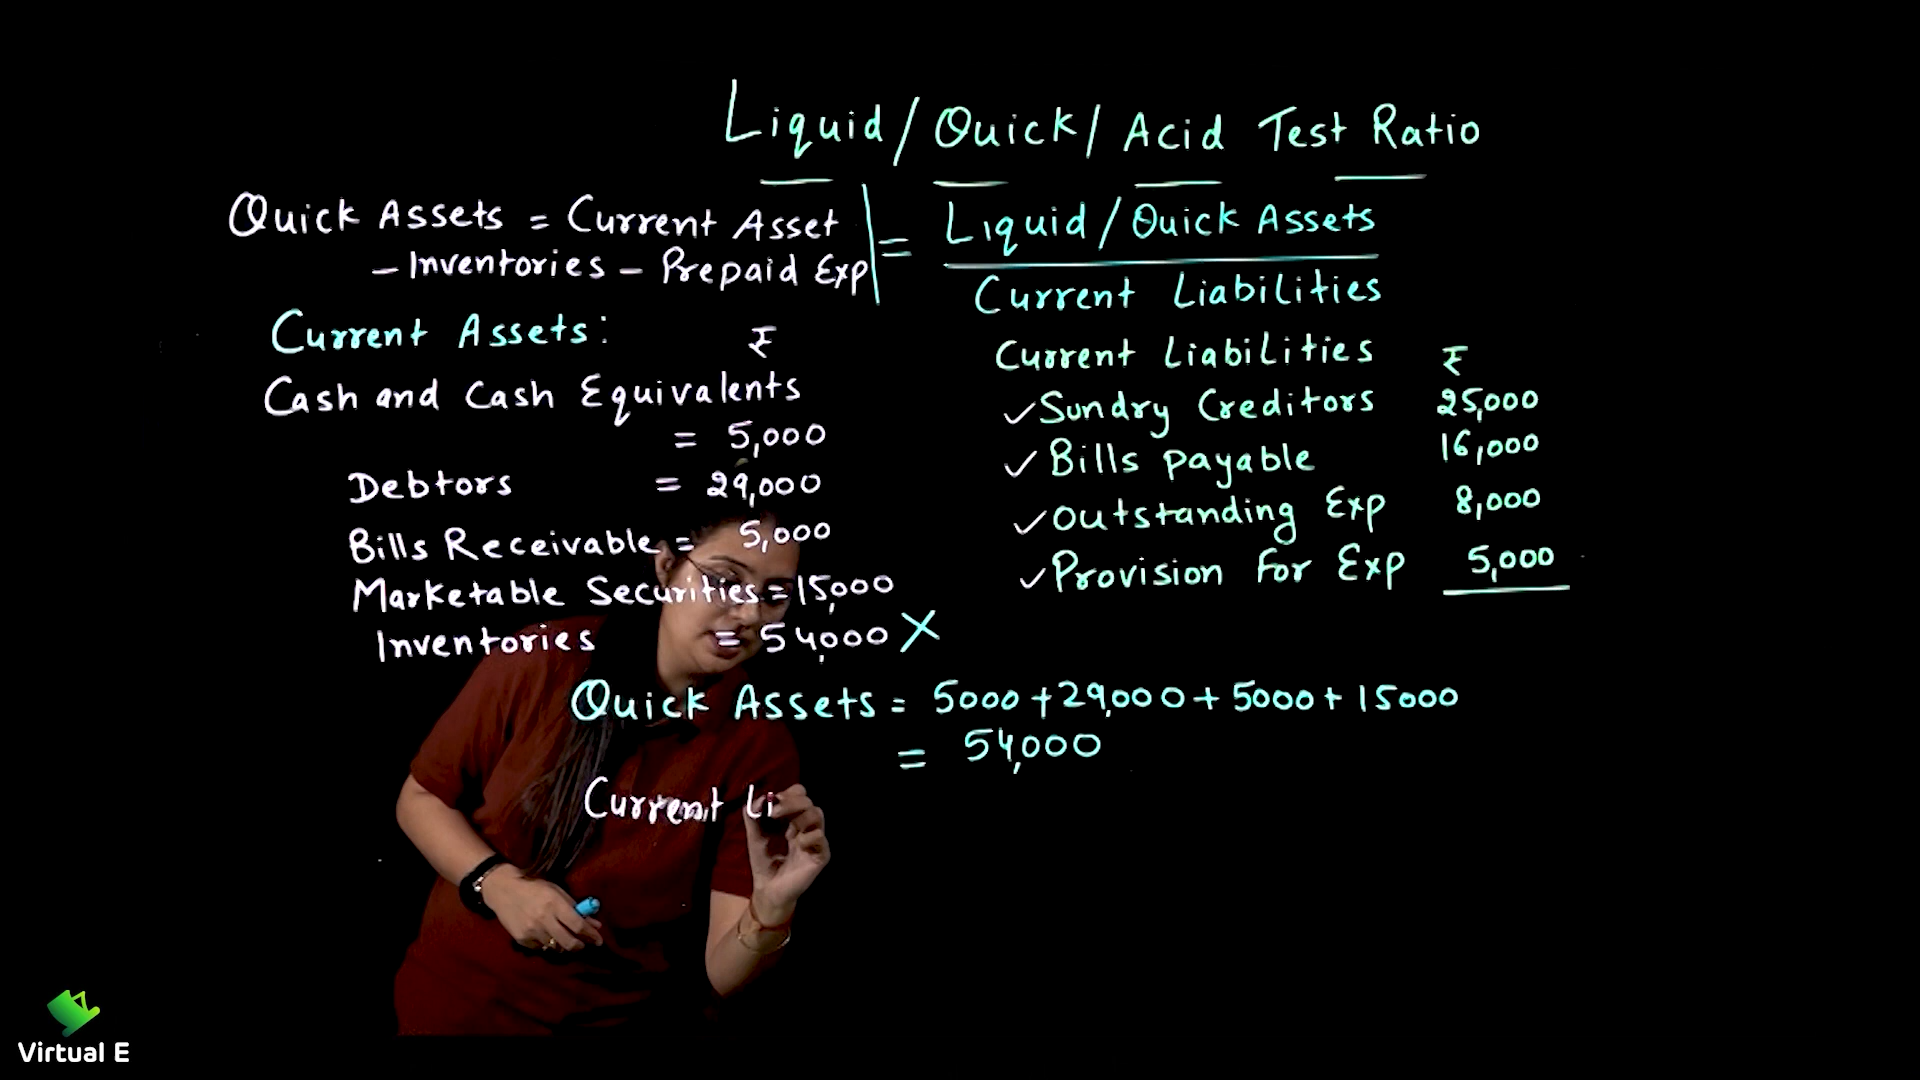 Liquid/Quick/Acid Test Ratio
Quick Assets = Current Asset
- Inventories - Prepaid Exp
= Liquid/Quick Assets
Current Liabilities
Current Assets: ₹
Cash and Cash Equivalents
= 5,000
Debtors = 29,000
Bills Receivable = 5,000
Marketable Securities = 15,000
Inventories = 54,000 X
Current Liabilities ₹
✓ Sundry Creditors 25,000
✓ Bills payable 16,000
✓ Outstanding Exp 8,000
✓ Provision For Exp 5,000
Quick Assets = 5000 + 29,000 + 5000 + 15000
= 54,000
Current Li
Virtual E